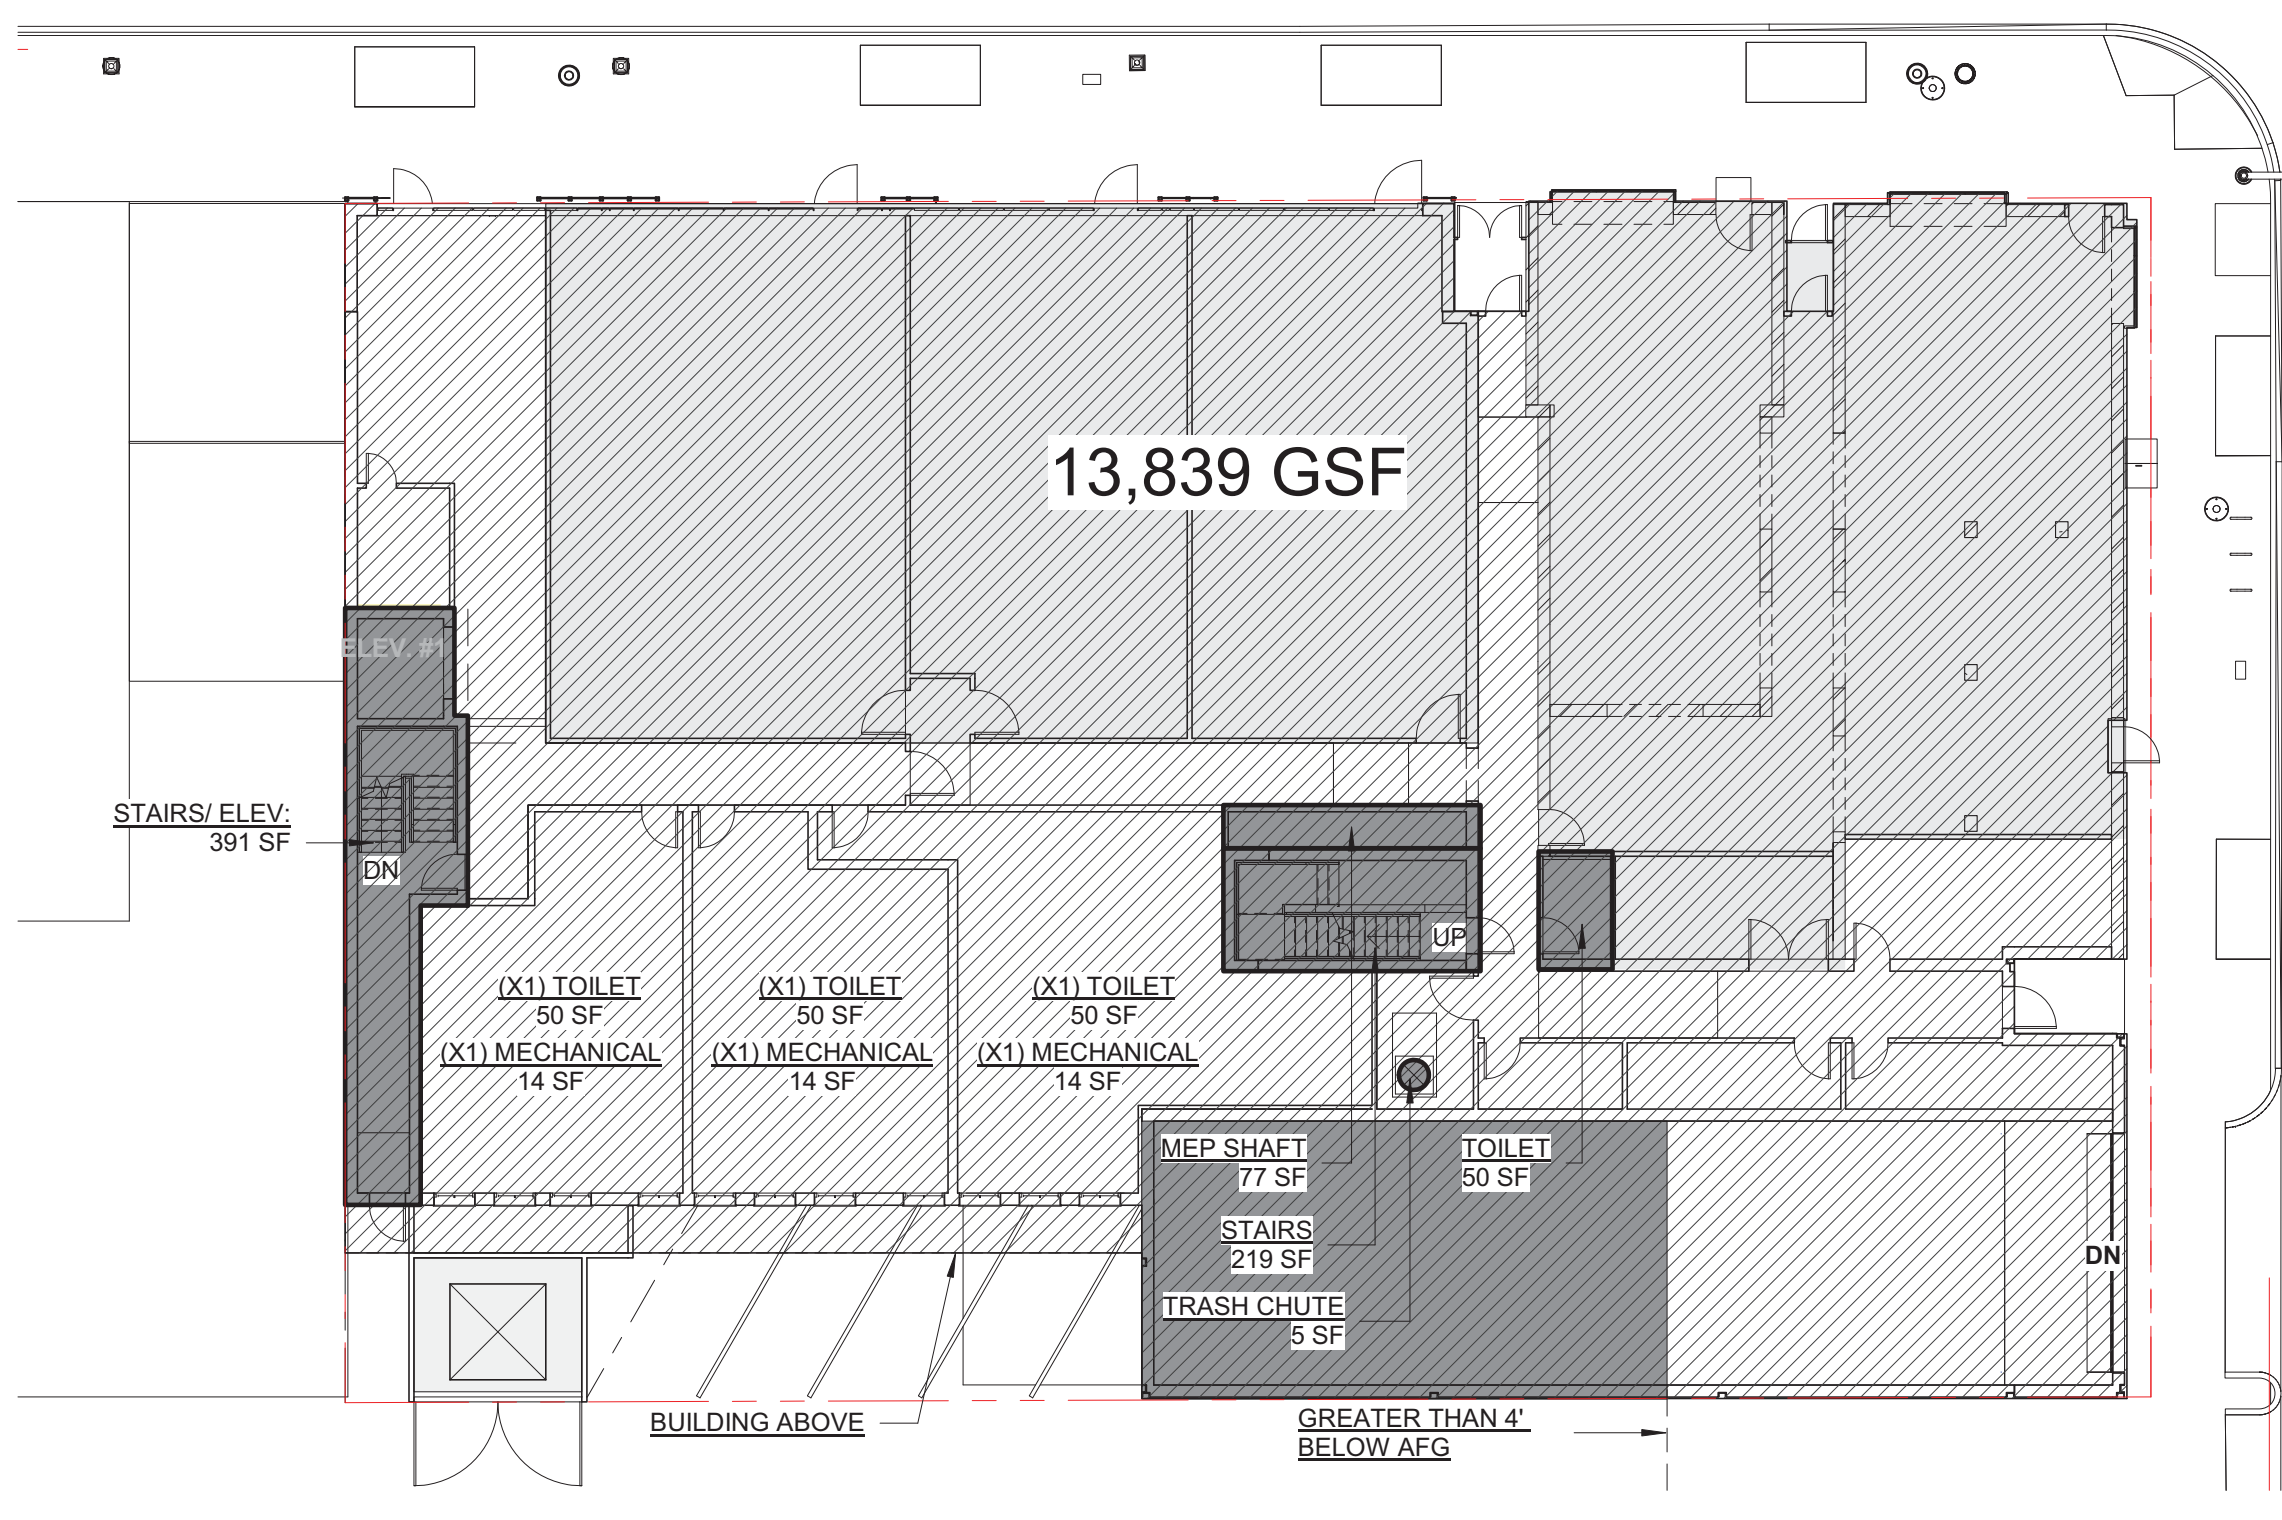 13,839 GSF
ELEV. #1
STAIRS/ ELEV:
391 SF
DN
UP
(X1) TOILET
50 SF
(X1) MECHANICAL
14 SF
(X1) TOILET
50 SF
(X1) MECHANICAL
14 SF
(X1) TOILET
50 SF
(X1) MECHANICAL
14 SF
MEP SHAFT
77 SF
TOILET
50 SF
STAIRS
219 SF
TRASH CHUTE
5 SF
DN
BUILDING ABOVE
GREATER THAN 4'
BELOW AFG